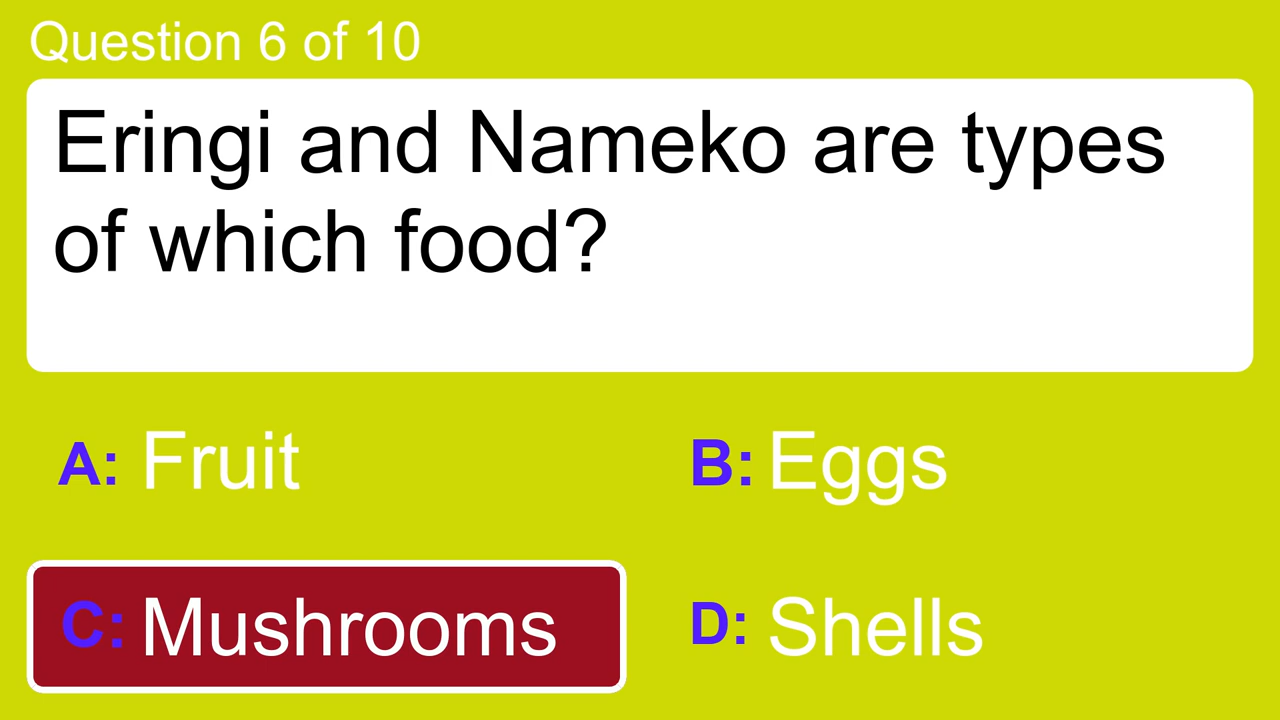 Question 6 of 10
Eringi and Nameko are types
of which food?
A: Fruit
B: Eggs
C: Mushrooms
D: Shells